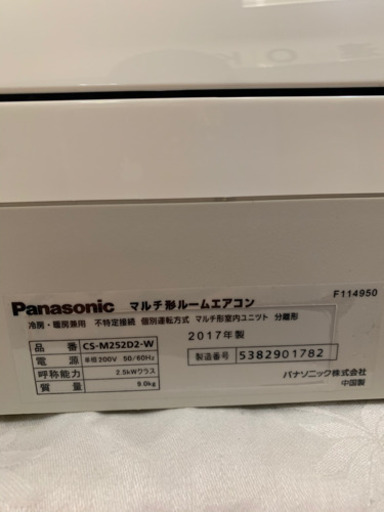 F114950
Panasonic マルチ形ルームエアコン
冷房・暖房兼用 不特定接続 個別運転方式 マルチ形室内ユニット 分離形
2017年製
品番 CS-M252D2-W
電源 単相200V 50/60Hz
製造番号 5382901782
呼称能力 2.5kWクラス
質量 9.0kg
パナソニック株式会社
中国製